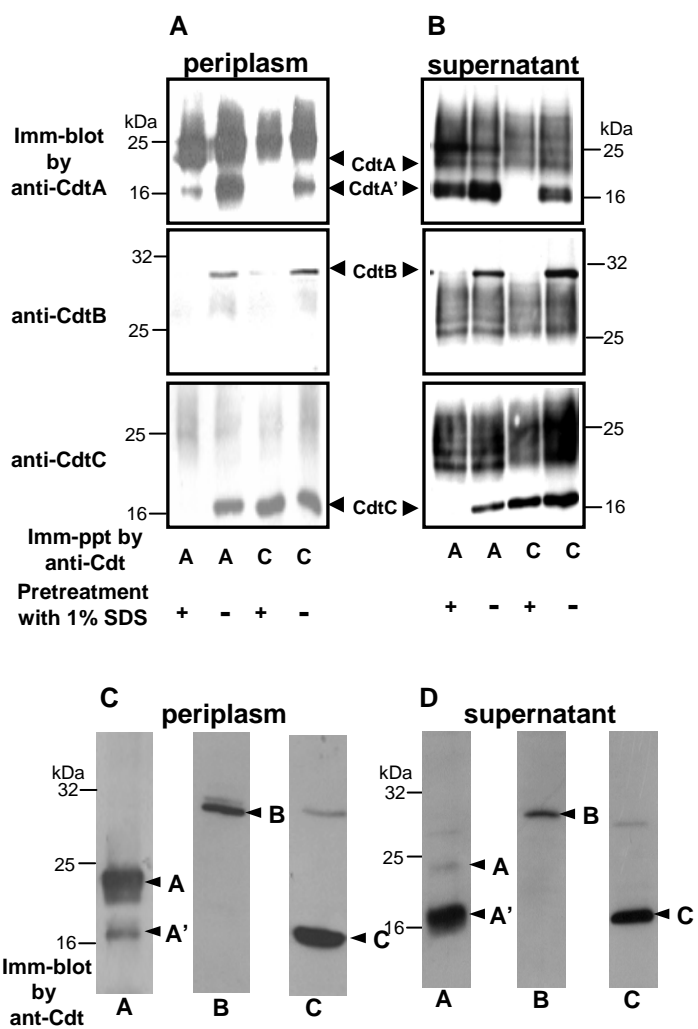 A
B
periplasm
supernatant
Imm-blot
by
anti-CdtA
kDa
25
16
CdtA
CdtA'
kDa
25
16
anti-CdtB
32
25
CdtB
32
25
anti-CdtC
25
16
CdtC
25
16
Imm-ppt by
anti-Cdt
A A C C
A A C C
Pretreatment
with 1% SDS
+ - + -
+ - + -
C
periplasm
D
supernatant
kDa
32
25
16
B
A
A'
C
kDa
32
25
16
B
A
A'
C
Imm-blot
by
ant-Cdt
A B C
A B C